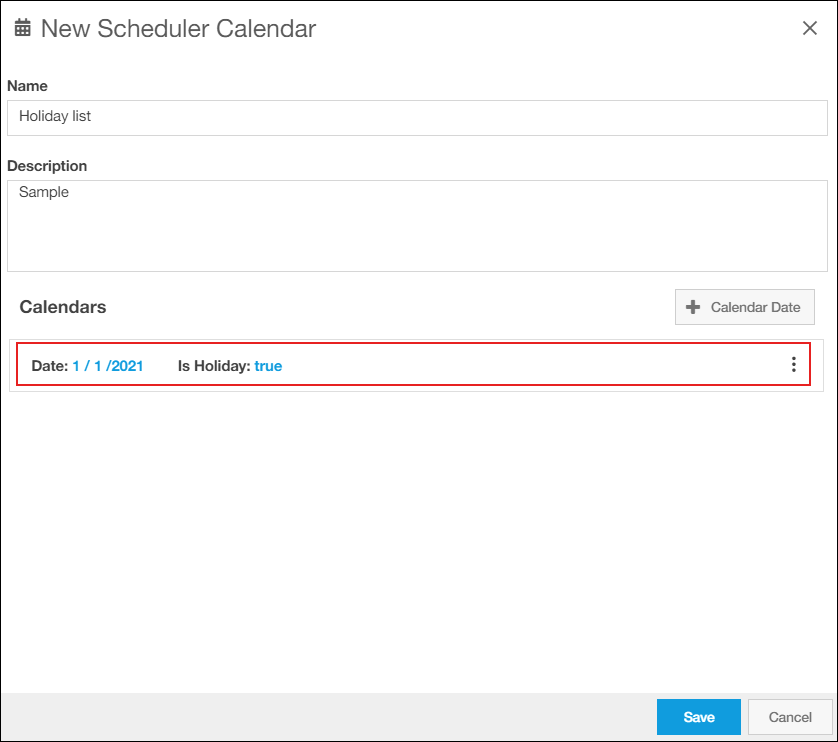 New Scheduler Calendar
Name
Holiday list
Description
Sample
Calendars
Calendar Date
Date: 1 / 1 /2021 Is Holiday: true
Save Cancel